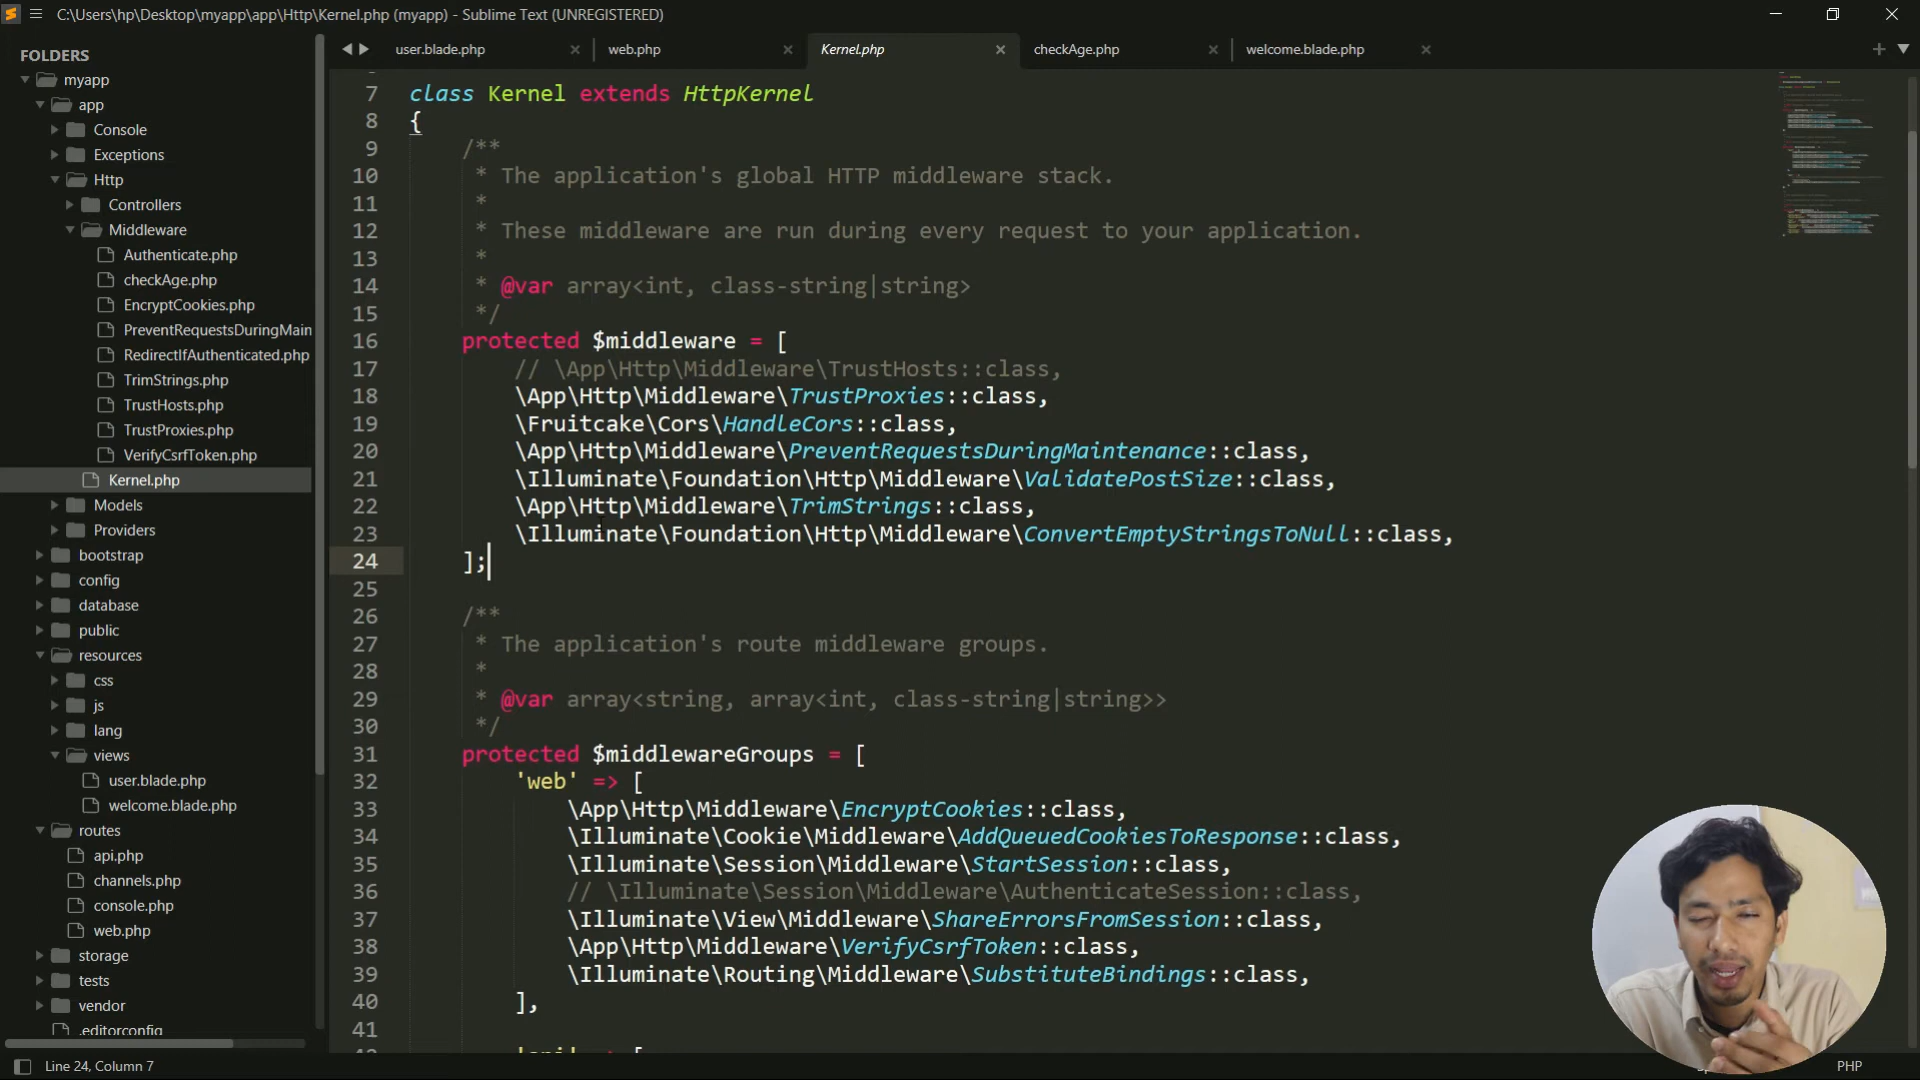 C:\Users\hp\Desktop\myapp\app\Http\Kernel.php (myapp) - Sublime Text (UNREGISTERED)
FOLDERS
myapp
app
Console
Exceptions
Http
Controllers
Middleware
Authenticate.php
checkAge.php
EncryptCookies.php
PreventRequestsDuringMain
RedirectIfAuthenticated.php
TrimStrings.php
TrustHosts.php
TrustProxies.php
VerifyCsrfToken.php
Kernel.php
Models
Providers
bootstrap
config
database
public
resources
css
js
lang
views
user.blade.php
welcome.blade.php
routes
api.php
channels.php
console.php
web.php
storage
tests
vendor
.editorconfig
user.blade.php
web.php
Kernel.php
checkAge.php
welcome.blade.php
7 class Kernel extends HttpKernel
8 {
9 /**
10 * The application's global HTTP middleware stack.
11 *
12 * These middleware are run during every request to your application.
13 *
14 * @var array<int, class-string|string>
15 */
16 protected $middleware = [
17 // \App\Http\Middleware\TrustHosts::class,
18 \App\Http\Middleware\TrustProxies::class,
19 \Fruitcake\Cors\HandleCors::class,
20 \App\Http\Middleware\PreventRequestsDuringMaintenance::class,
21 \Illuminate\Foundation\Http\Middleware\ValidatePostSize::class,
22 \App\Http\Middleware\TrimStrings::class,
23 \Illuminate\Foundation\Http\Middleware\ConvertEmptyStringsToNull::class,
24 ];
25
26 /**
27 * The application's route middleware groups.
28 *
29 * @var array<string, array<int, class-string|string>>
30 */
31 protected $middlewareGroups = [
32 'web' => [
33 \App\Http\Middleware\EncryptCookies::class,
34 \Illuminate\Cookie\Middleware\AddQueuedCookiesToResponse::class,
35 \Illuminate\Session\Middleware\StartSession::class,
36 // \Illuminate\Session\Middleware\AuthenticateSession::class,
37 \Illuminate\View\Middleware\ShareErrorsFromSession::class,
38 \App\Http\Middleware\VerifyCsrfToken::class,
39 \Illuminate\Routing\Middleware\SubstituteBindings::class,
40 ],
41
Line 24, Column 7
PHP